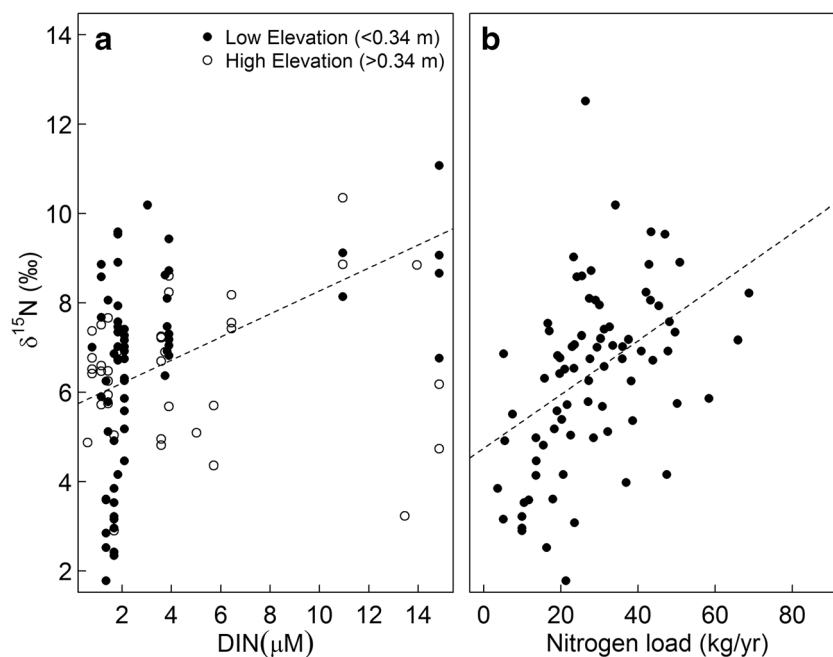 a
Low Elevation (<0.34 m)
High Elevation (>0.34 m)
b
14
12
10
8
6
4
2
δ¹⁵N (‰)
2 4 6 8 10 12 14
DIN(μM)
0 20 40 60 80
Nitrogen load (kg/yr)